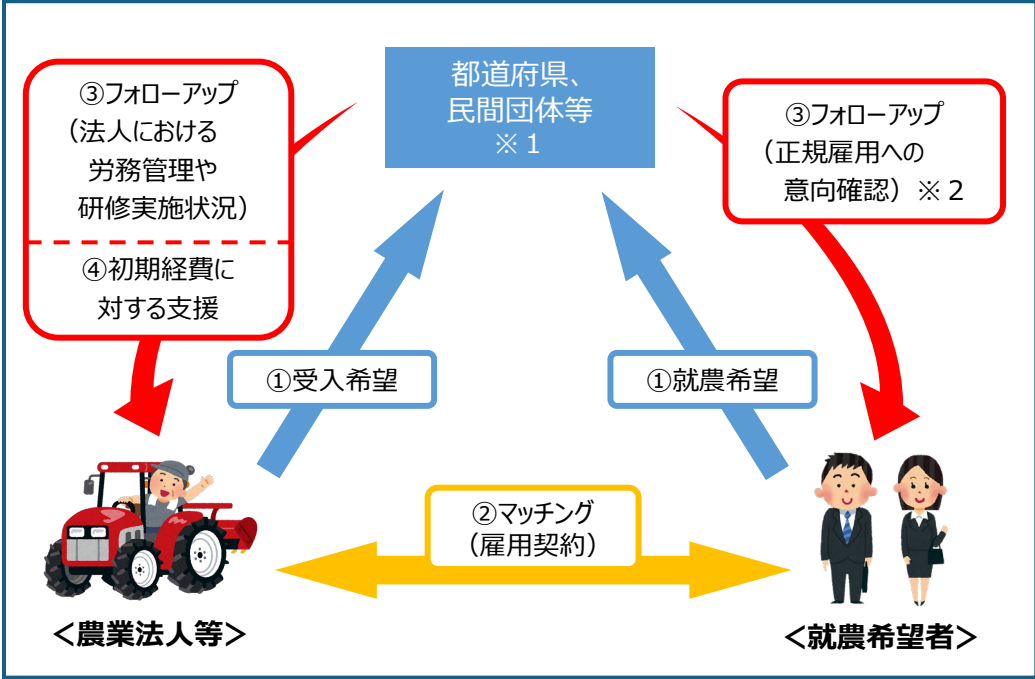 都道府県、
民間団体等
※１
③フォローアップ
（法人における
労務管理や
研修実施状況）
④初期経費に
対する支援
③フォローアップ
（正規雇用への
意向確認）※２
①受入希望
①就農希望
②マッチング
（雇用契約）
＜農業法人等＞
＜就農希望者＞